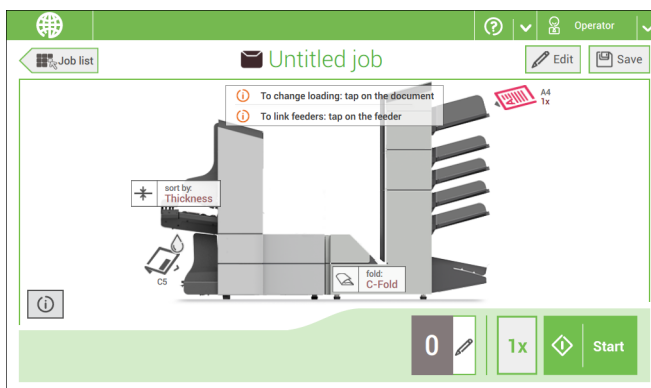 Operator
Job list
Untitled job
Edit
Save
To change loading: tap on the document
To link feeders: tap on the feeder
A4
1x
sort by:
Thickness
C5
fold:
C-Fold
0
1x
Start